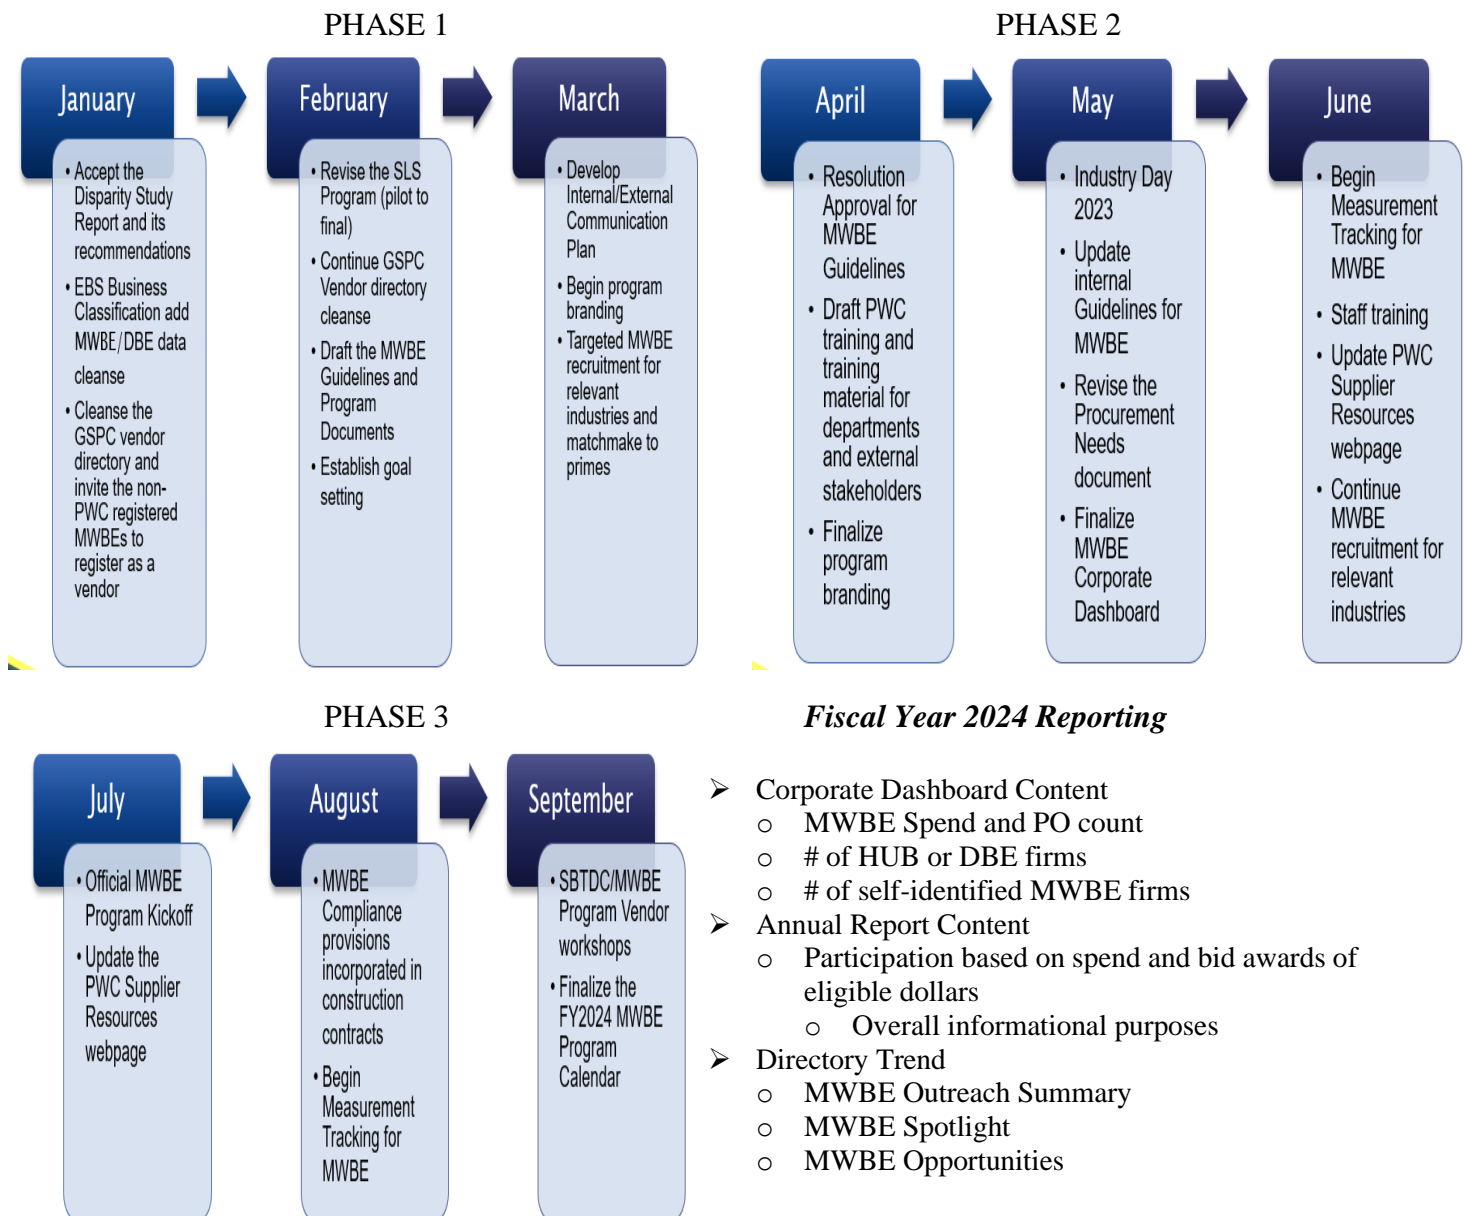 PHASE 1
January
• Accept the
Disparity Study
Report and its
recommendations
• EBS Business
Classification add
MWBE/DBE data
cleanse
• Cleanse the
GSPC vendor
directory and
invite the non-
PWC registered
MWBEs to
register as a
vendor
February
• Revise the SLS
Program (pilot to
final)
• Continue GSPC
Vendor directory
cleanse
• Draft the MWBE
Guidelines and
Program
Documents
• Establish goal
setting
March
• Develop
Internal/External
Communication
Plan
• Begin program
branding
• Targeted MWBE
recruitment for
relevant
industries and
matchmake to
primes
PHASE 2
April
• Resolution
Approval for
MWBE
Guidelines
• Draft PWC
training and
training
material for
departments
and external
stakeholders
• Finalize
program
branding
May
• Industry Day
2023
• Update
internal
Guidelines for
MWBE
• Revise the
Procurement
Needs
document
• Finalize
MWBE
Corporate
Dashboard
June
• Begin
Measurement
Tracking for
MWBE
• Staff training
• Update PWC
Supplier
Resources
webpage
• Continue
MWBE
recruitment for
relevant
industries
PHASE 3
July
• Official MWBE
Program Kickoff
• Update the
PWC Supplier
Resources
webpage
August
• MWBE
Compliance
provisions
incorporated in
construction
contracts
• Begin
Measurement
Tracking for
MWBE
September
• SBTDC/MWBE
Program Vendor
workshops
• Finalize the
FY2024 MWBE
Program
Calendar
Fiscal Year 2024 Reporting
➢ Corporate Dashboard Content
o MWBE Spend and PO count
o # of HUB or DBE firms
o # of self-identified MWBE firms
➢ Annual Report Content
o Participation based on spend and bid awards of
eligible dollars
o Overall informational purposes
➢ Directory Trend
o MWBE Outreach Summary
o MWBE Spotlight
o MWBE Opportunities